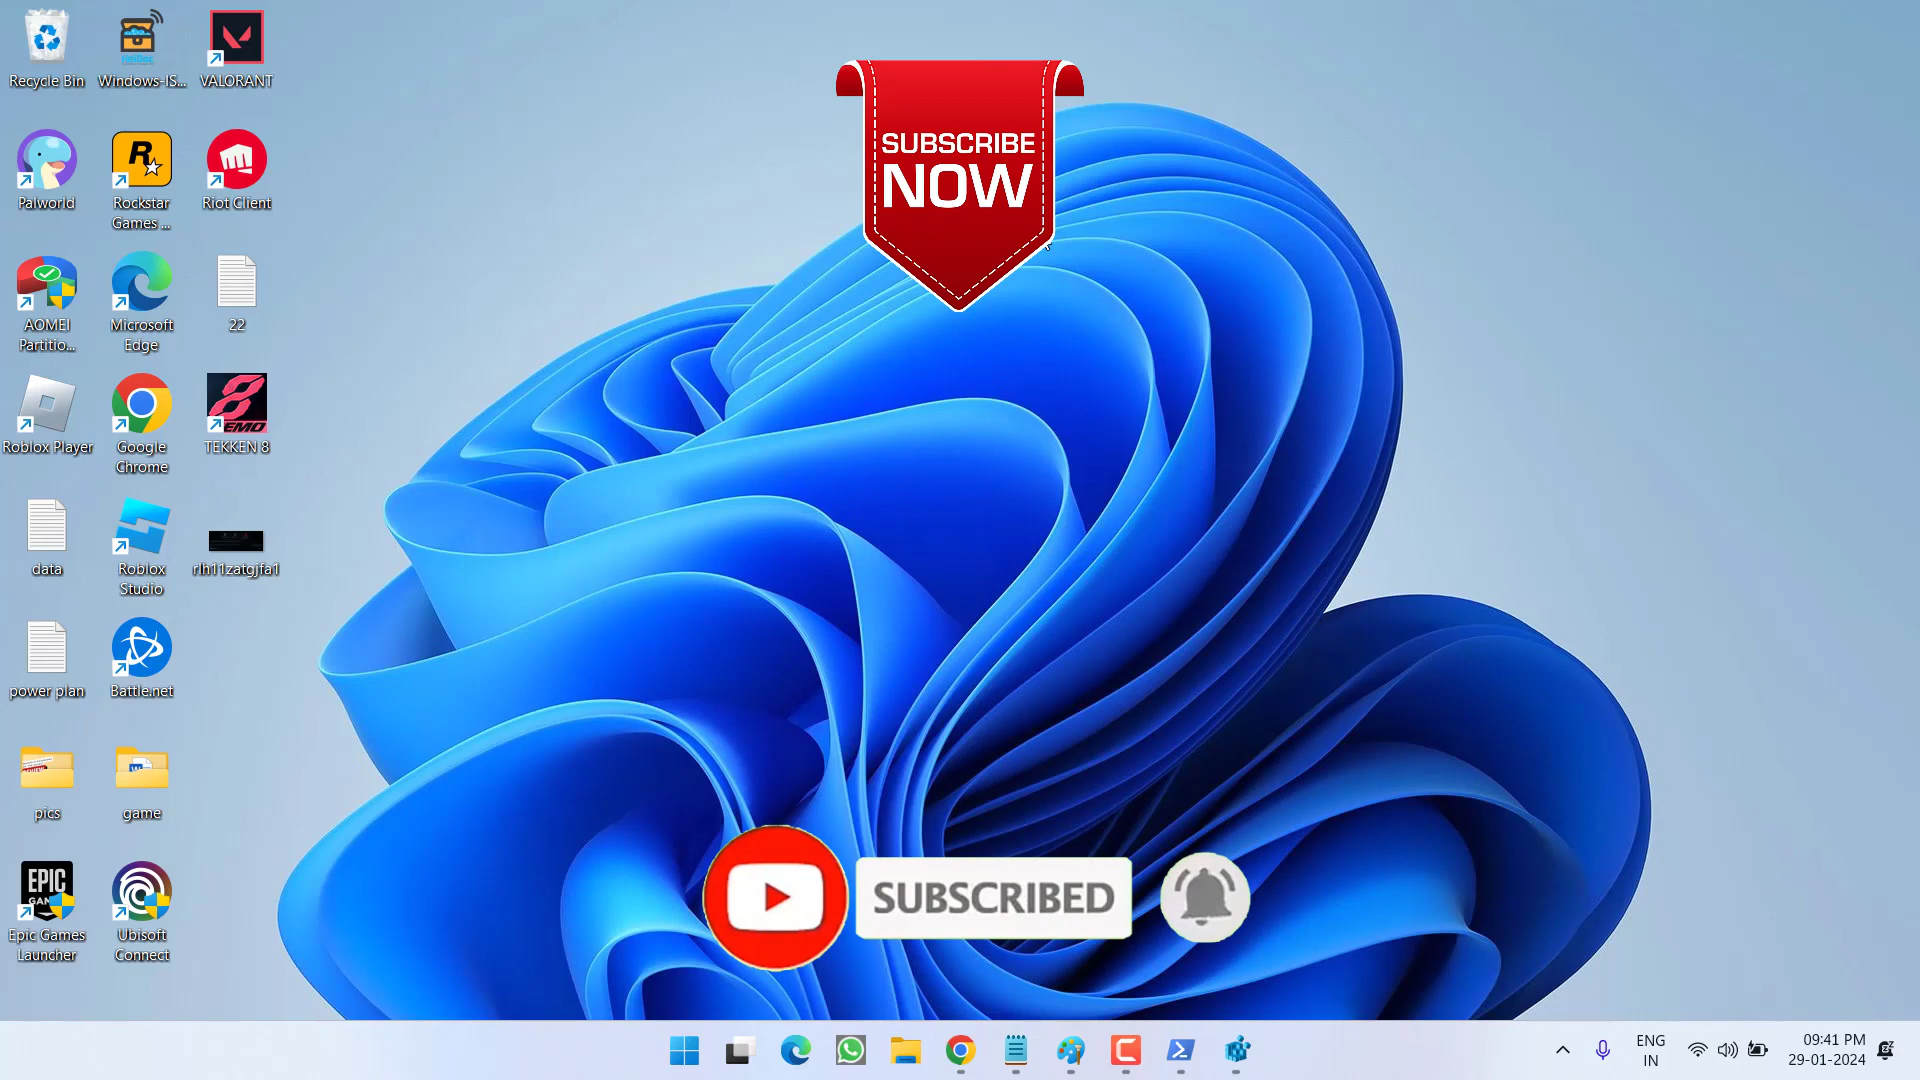 Recycle Bin
Windows-IS...
VALORANT
Palworld
Rockstar
Games ...
Riot Client
AOMEI
Partitio...
Microsoft
Edge
22
Roblox Player
Google
Chrome
TEKKEN 8
data
Roblox
Studio
rlh11zatgjfa1
power plan
Battle.net
pics
game
EPIC
Epic Games
Launcher
Ubisoft
Connect
SUBSCRIBE
NOW
SUBSCRIBED
ENG
IN
09:41 PM
29-01-2024